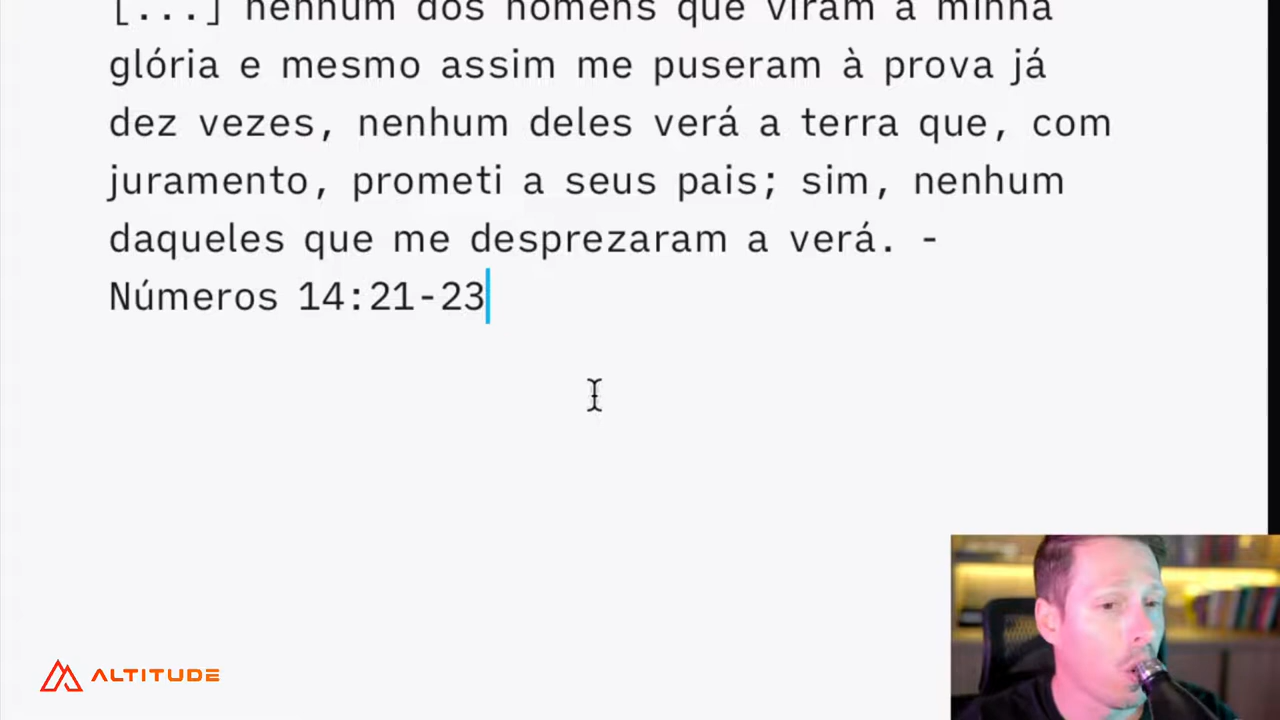 [...] nenhum dos homens que viram a minha
glória e mesmo assim me puseram à prova já
dez vezes, nenhum deles verá a terra que, com
juramento, prometi a seus pais; sim, nenhum
daqueles que me desprezaram a verá. -
Números 14:21-23
ALTITUDE